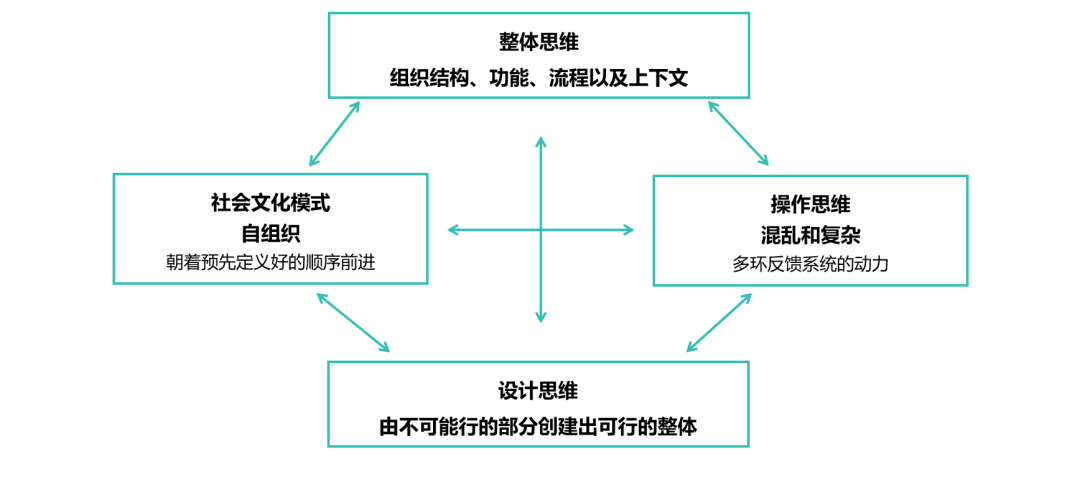 整体思维
组织结构、功能、流程以及上下文
社会文化模式
自组织
朝着预先定义好的顺序前进
操作思维
混乱和复杂
多环反馈系统的动力
设计思维
由不可能行的部分创建出可行的整体